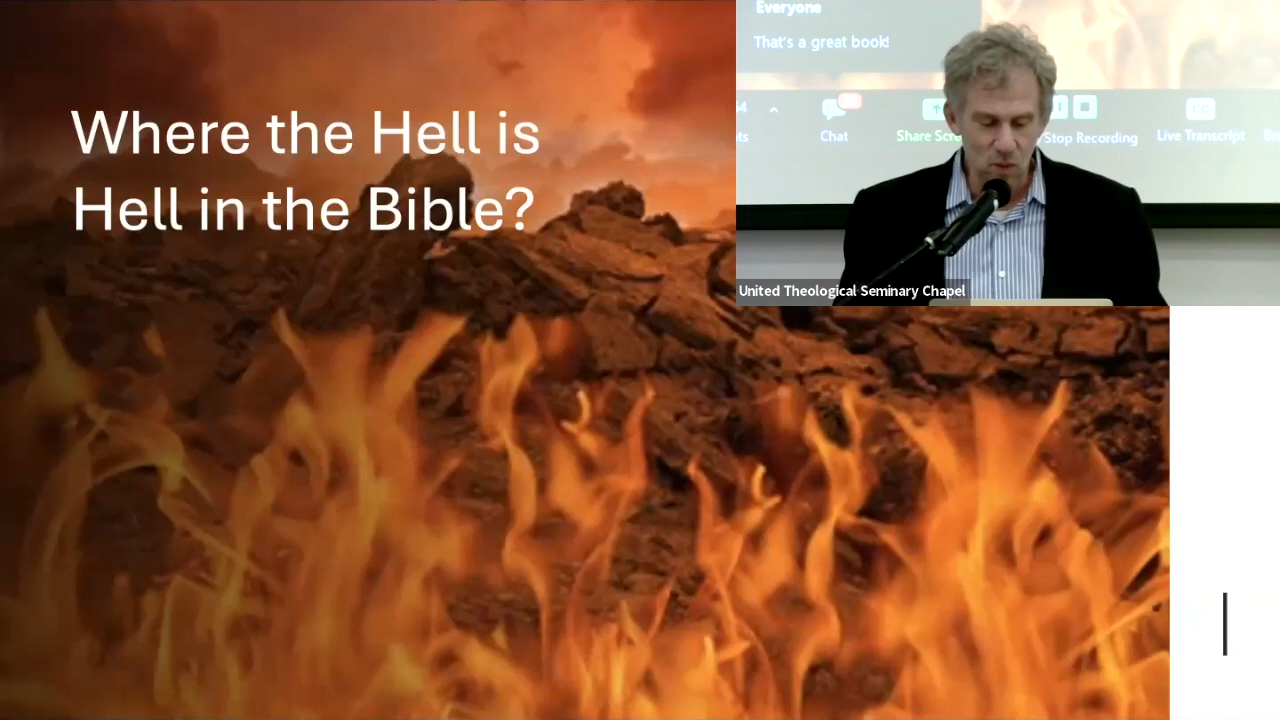 Where the Hell is
Hell in the Bible?
Everyone
That's a great book!
Chat
Share
Stop Recording
Live Transcript
United Theological Seminary Chapel